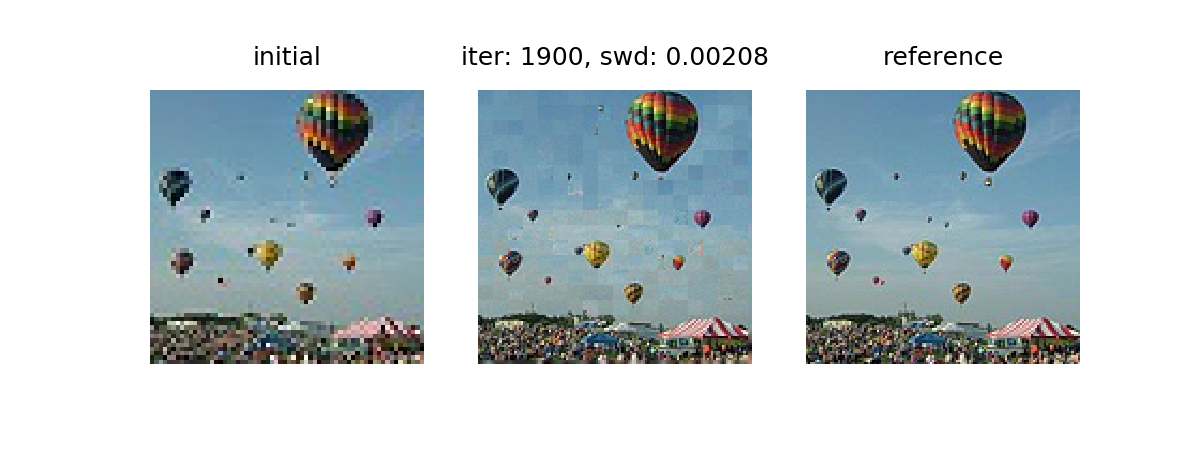 initial
iter: 1900, swd: 0.00208
reference